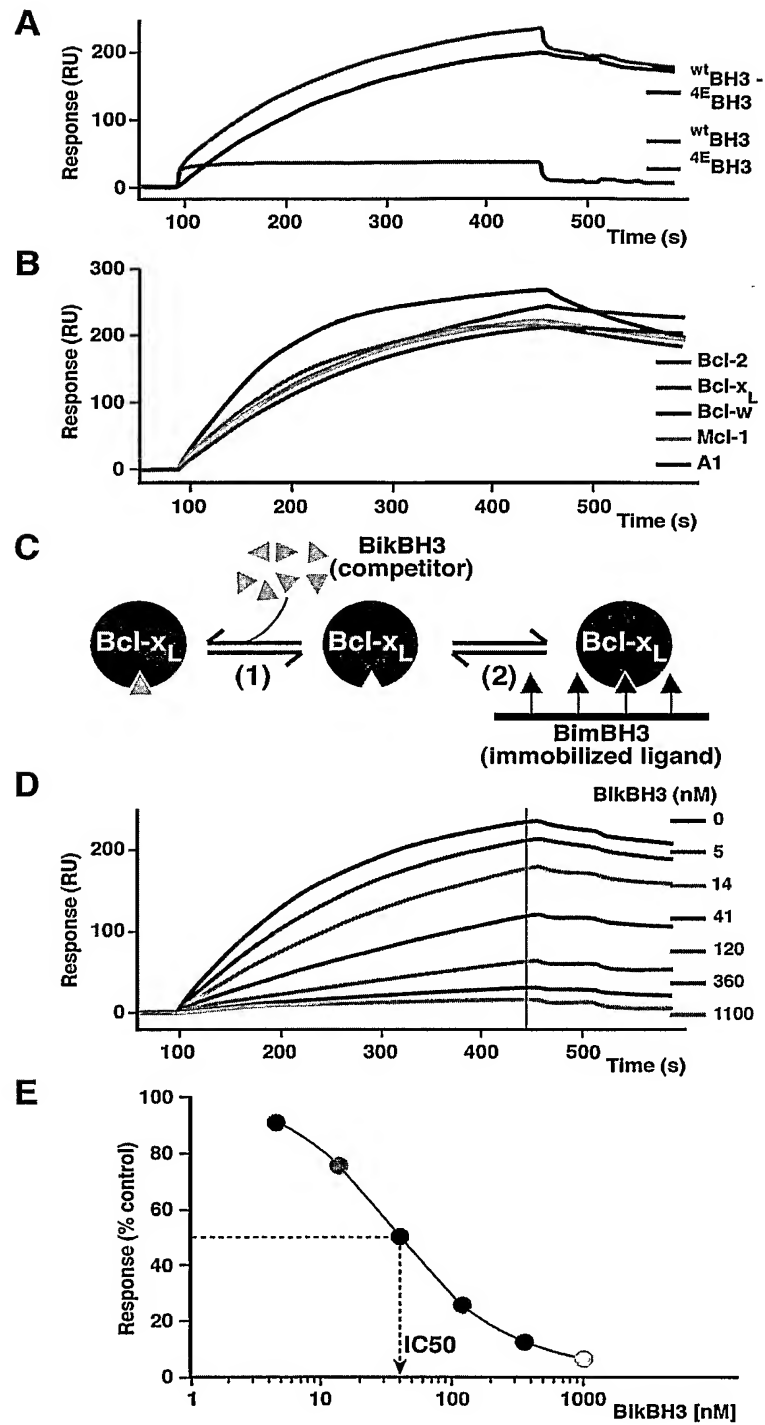 A
Response (RU)
200
100
0
100
200
300
400
500
Time (s)
wtBH3 -
4EBH3
wtBH3
4EBH3
B
Response (RU)
300
200
100
0
100
200
300
400
500
Time (s)
Bcl-2
Bcl-xL
Bcl-w
Mcl-1
A1
C
BikBH3
(competitor)
Bcl-xL
(1)
Bcl-xL
(2)
Bcl-xL
BimBH3
(immobilized ligand)
D
Response (RU)
200
100
0
100
200
300
400
500
Time (s)
BikBH3 (nM)
0
5
14
41
120
360
1100
E
Response (% control)
100
80
60
40
20
0
IC50
1
10
100
1000
BikBH3 [nM]